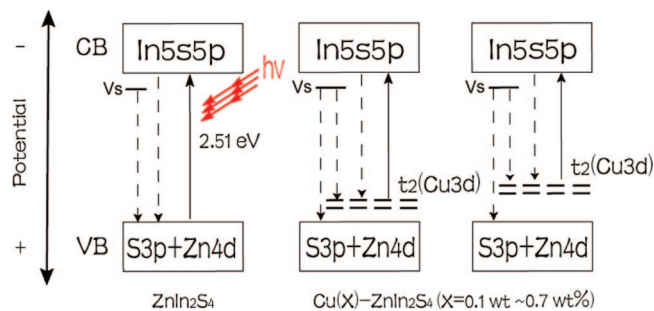 -
CB
In5s5p
In5s5p
In5s5p
Vs
Vs
Vs
hv
2.51 eV
Potential
t₂(Cu3d)
t₂(Cu3d)
+
VB
S3p+Zn4d
S3p+Zn4d
S3p+Zn4d
ZnIn₂S₄
Cu(X)-ZnIn₂S₄ (X=0.1 wt ~0.7 wt%)